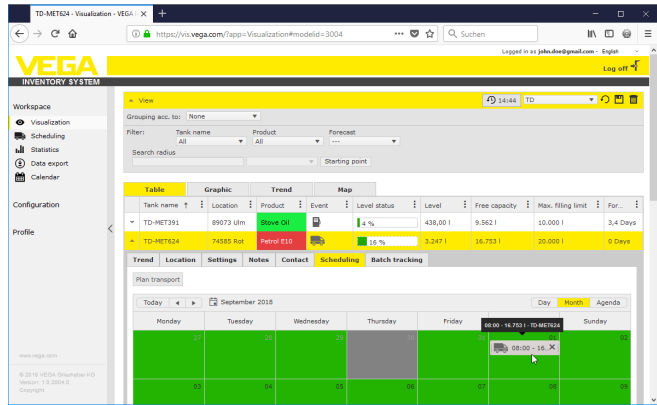 TD-MET624 - Visualization - VEGA
https://vis.vega.com/?app=Visualization#modelid=3004
Suchen
Logged in as john.doe@gmail.com - English
VEGA
INVENTORY SYSTEM
Log off
Workspace
Visualization
Scheduling
Statistics
Data export
Calendar
Configuration
Profile
View
14:44
TD
Grouping acc. to: None
Filter: Tank name Product Forecast
All All ---
Search radius
Starting point
Table Graphic Trend Map
Tank name Location Product Event Level status Level Free capacity Max. filling limit For...
TD-MET391 89073 Ulm Stove Oil 4 % 438,00 l 9.562 l 10.000 l 3,4 Days
TD-MET624 74585 Rot Petrol E10 16 % 3.247 l 16.753 l 20.000 l 0 Days
Trend Location Settings Notes Contact Scheduling Batch tracking
Plan transport
Today September 2018 Day Month Agenda
Monday Tuesday Wednesday Thursday Friday Sunday
08:00 - 16.753 l - TD-MET624
27 28 29 30 31 01 02
08:00 - 16. X
03 04 05 06 07 08 09
www.vega.com
© 2018 VEGA Grieshaber KG
Copyright